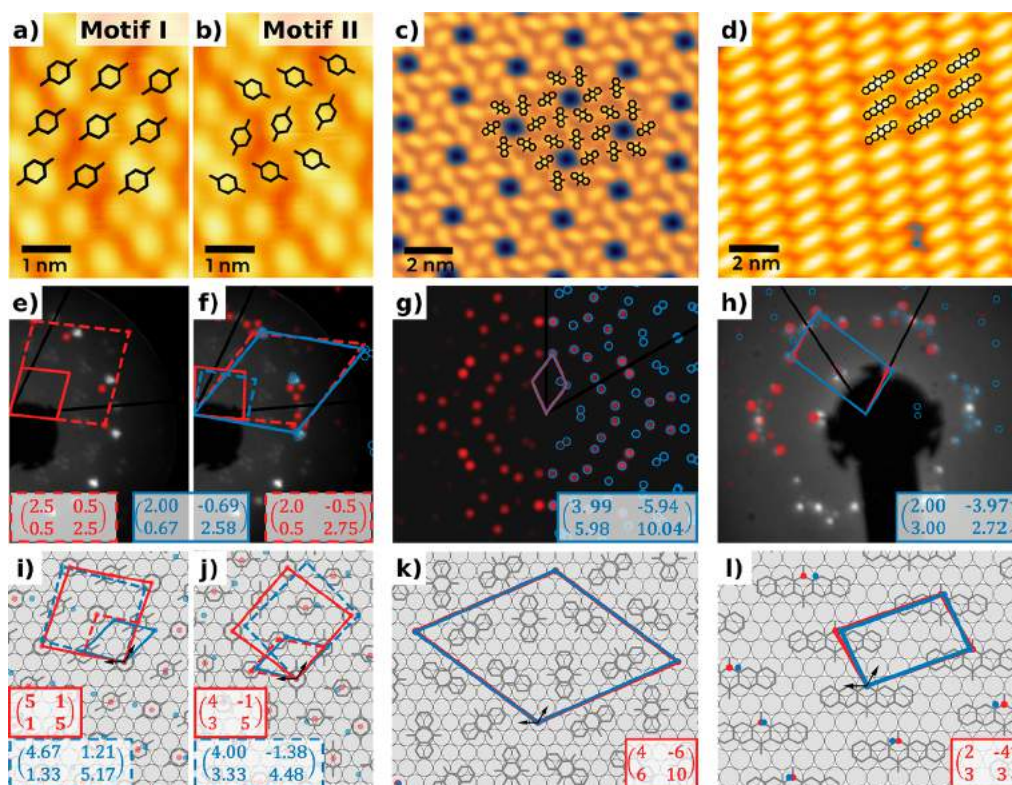 a) Motif I
b) Motif II
c)
d)
1 nm
1 nm
2 nm
2 nm
e)
f)
g)
h)
2.5 0.5
0.5 2.5
2.00 -0.69
0.67 2.58
2.0 -0.5
0.5 2.75
3.99 -5.94
5.98 10.04
2.00 -3.97
3.00 2.72
i)
j)
k)
l)
5 1
1 5
4.67 1.21
1.33 5.17
4 -1
3 5
4.00 -1.38
3.33 4.48
4 -6
6 10
2 -4
3 3